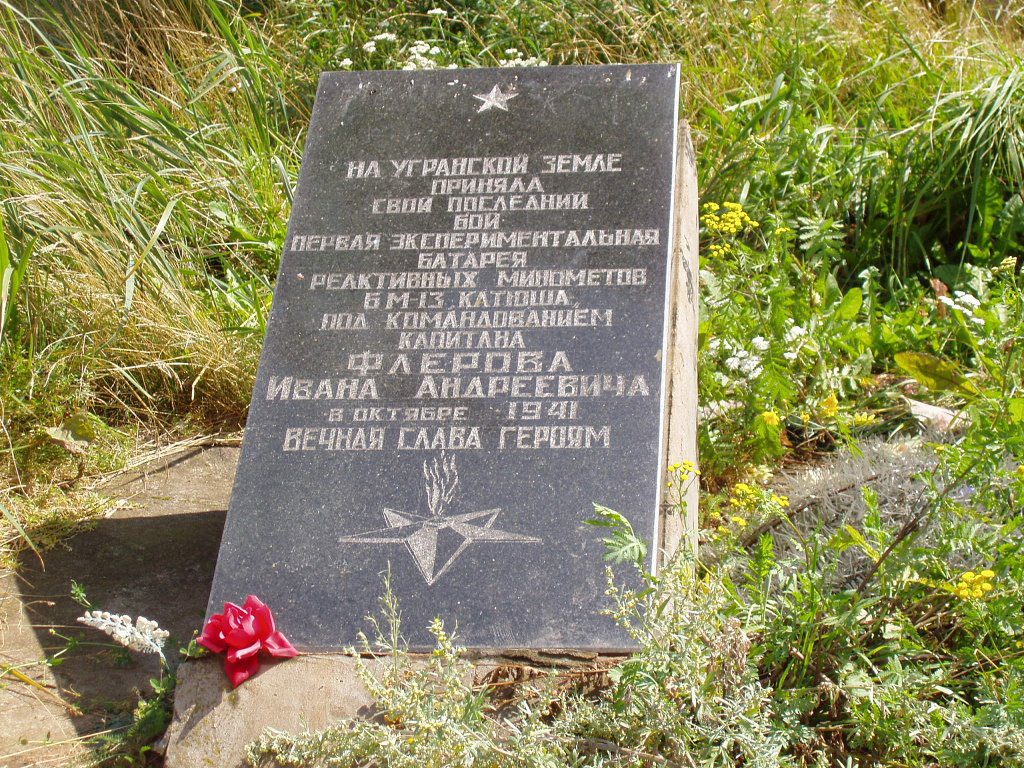 НА УГРАНСКОЙ ЗЕМЛЕ
ПРИНЯЛА
СВОЙ ПОСЛЕДНИЙ
БОЙ
ПЕРВАЯ ЭКСПЕРИМЕНТАЛЬНАЯ
БАТАРЕЯ
РЕАКТИВНЫХ МИНОМЕТОВ
БМ-13 КАТЮША
ПОД КОМАНДОВАНИЕМ
КАПИТАНА
ФЛЕРОВА
ИВАНА АНДРЕЕВИЧА
В ОКТЯБРЕ 1941
ВЕЧНАЯ СЛАВА ГЕРОЯМ